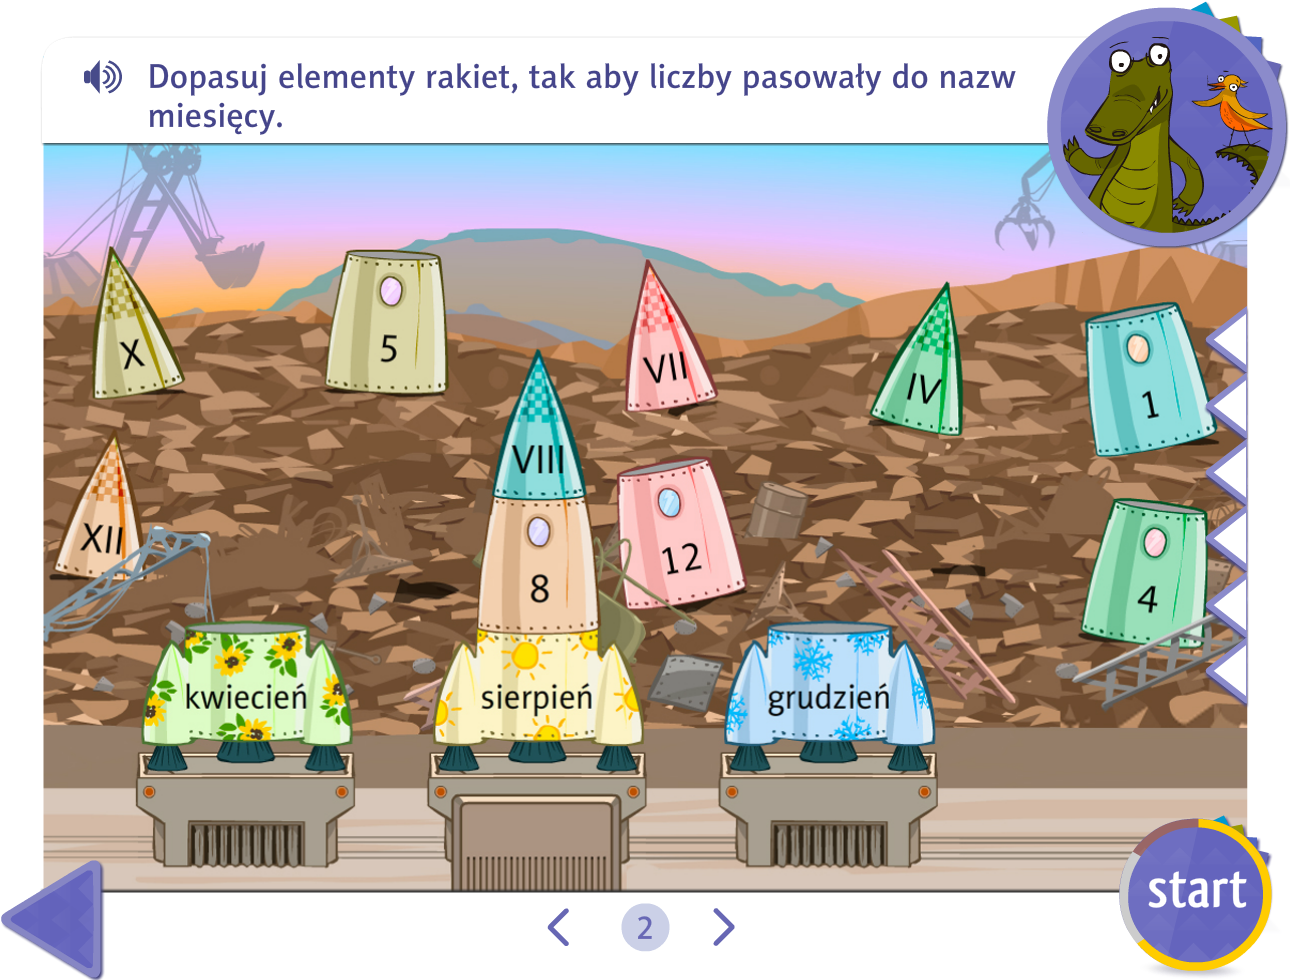 Dopasuj elementy rakiet, tak aby liczby pasowały do nazw
miesięcy.
X
5
VII
IV
1
VIII
XII
8
12
4
kwiecień
sierpień
grudzień
start
2